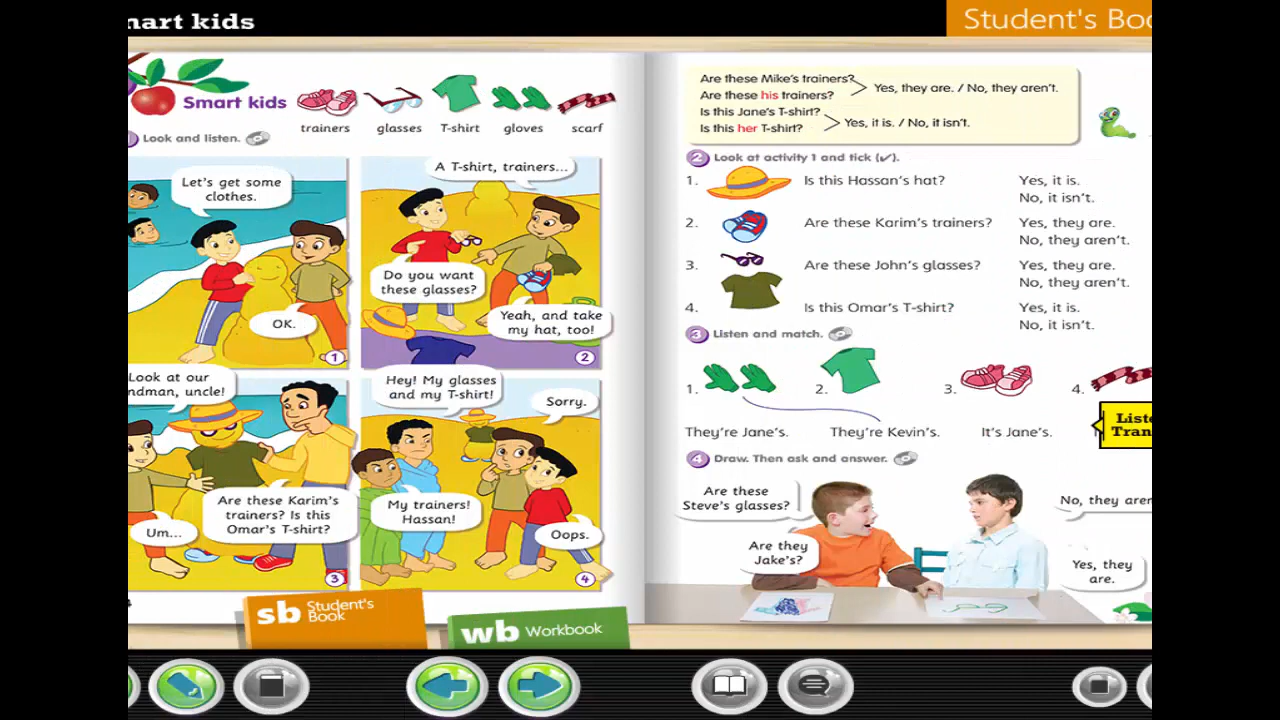 mart kids
Student's Boo
Smart kids
trainers
glasses
T-shirt
gloves
scarf
Look and listen.
Let's get some
clothes.
OK.
1
A T-shirt, trainers...
Do you want
these glasses?
Yeah, and take
my hat, too!
2
Look at our
ndman, uncle!
Are these Karim's
trainers? Is this
Omar's T-shirt?
Um...
3
Hey! My glasses
and my T-shirt!
Sorry.
My trainers!
Hassan!
Oops.
4
sb Student's
Book
wb Workbook
Are these Mike's trainers?
Are these his trainers?
Yes, they are. / No, they aren't.
Is this Jane's T-shirt?
Is this her T-shirt?
Yes, it is. / No, it isn't.
2 Look at activity 1 and tick (✔).
1. Is this Hassan's hat? Yes, it is.
No, it isn't.
2. Are these Karim's trainers? Yes, they are.
No, they aren't.
3. Are these John's glasses? Yes, they are.
No, they aren't.
4. Is this Omar's T-shirt? Yes, it is.
No, it isn't.
3 Listen and match.
1. 2. 3. 4.
They're Jane's. They're Kevin's. It's Jane's.
Liste
Tran
4 Draw. Then ask and answer.
Are these
Steve's glasses?
No, they aren
Are they
Jake's?
Yes, they
are.